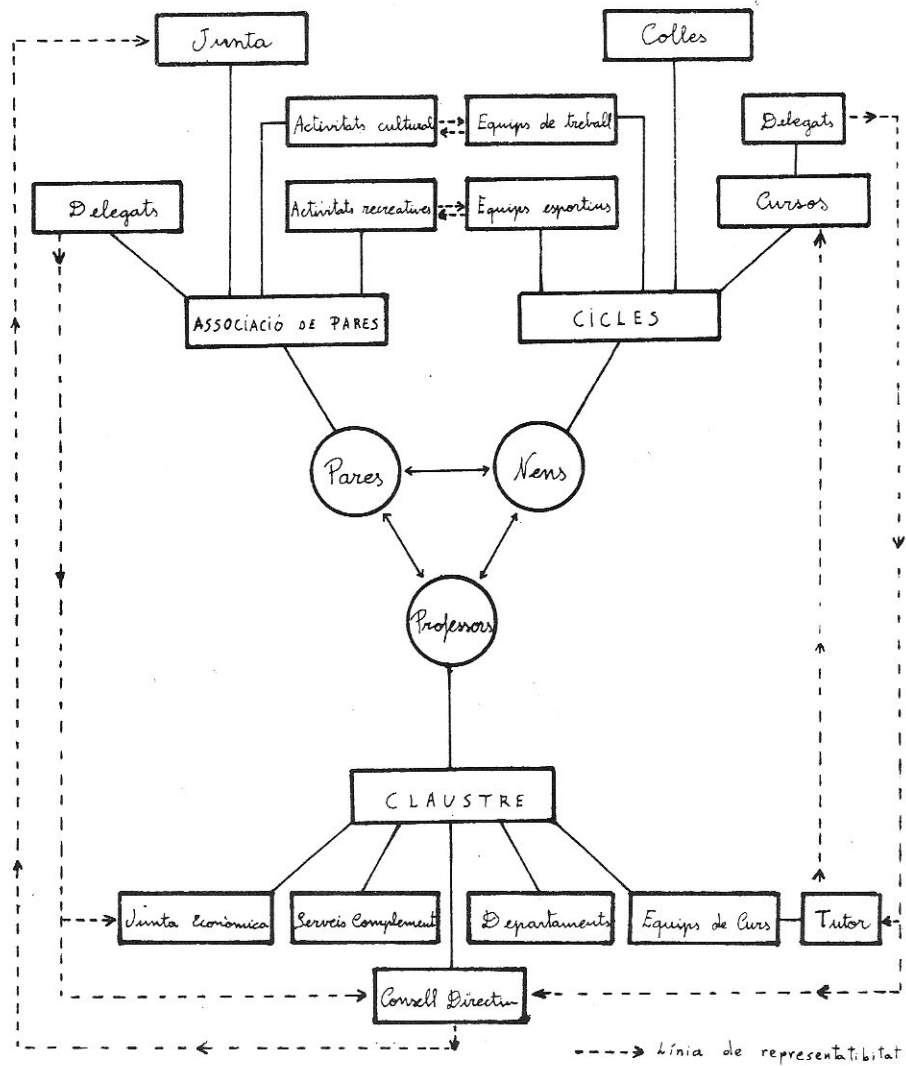 Junta
Colles
Activitats cultural
Equips de treball
Delegats
Delegats
Activitats recreatives
Equips esportius
Cursos
ASSOCIACIÓ DE PARES
CICLES
Pares
Nens
Professors
CLAUSTRE
Junta Econòmica
Serveis Complement
Departaments
Equips de Curs
Tutor
Consell Directiu
Línia de representatibitat